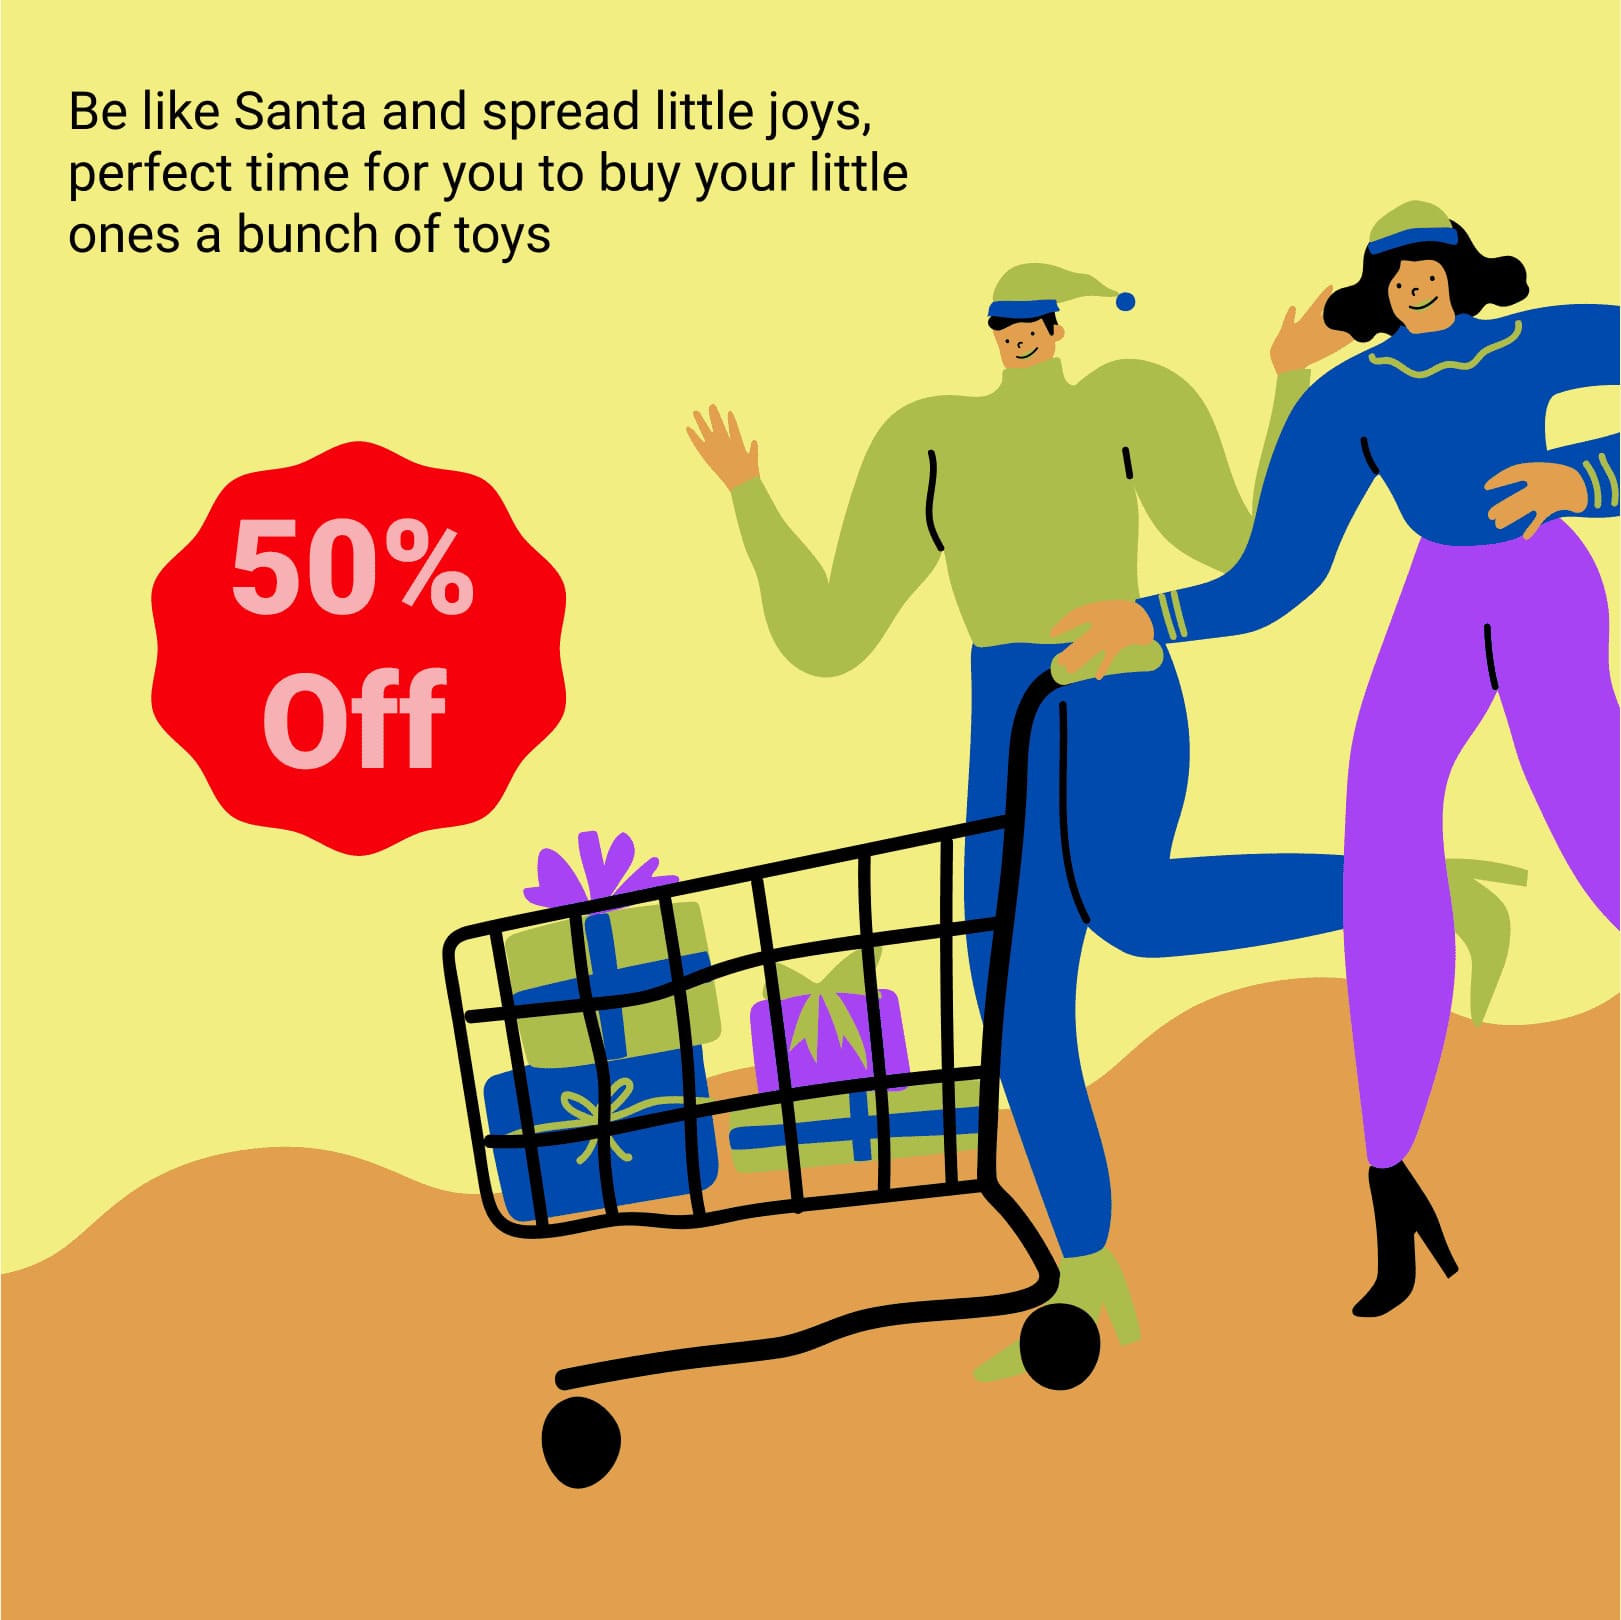 Be like Santa and spread little joys,
perfect time for you to buy your little
ones a bunch of toys
50%
Off